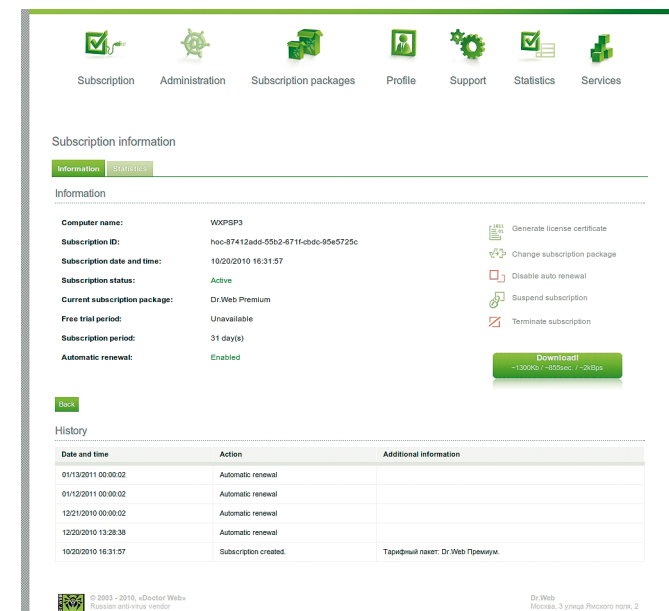 Subscription Administration Subscription packages Profile Support Statistics Services
Subscription information
Information Statistics
Information
Computer name: WXPSP3
Subscription ID: hoc-87412add-55b2-671f-cbdc-95e5725c
Subscription date and time: 10/20/2010 16:31:57
Subscription status: Active
Current subscription package: Dr.Web Premium
Free trial period: Unavailable
Subscription period: 31 day(s)
Automatic renewal: Enabled
Generate license certificate
Change subscription package
Disable auto renewal
Suspend subscription
Terminate subscription
Download!
~1300Kb / ~855sec. / ~2kBps
Back
History
Date and time Action Additional information
01/13/2011 00:00:02 Automatic renewal
01/12/2011 00:00:02 Automatic renewal
12/21/2010 00:00:02 Automatic renewal
12/20/2010 13:28:38 Automatic renewal
10/20/2010 16:31:57 Subscription created. Тарифный пакет: Dr.Web Премиум.
© 2003 - 2010, «Doctor Web»
Russian anti-virus vendor
Dr.Web
Москва, 3 улица Ямского поля, 2